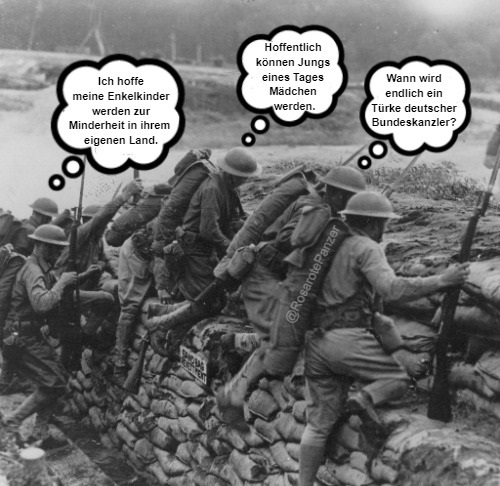 Ich hoffe
meine Enkelkinder
werden zur
Minderheit in ihrem
eigenen Land.
Hoffentlich
können Jungs
eines Tages
Mädchen
werden.
Wann wird
endlich ein
Türke deutscher
Bundeskanzler?
@RosarotePanzer